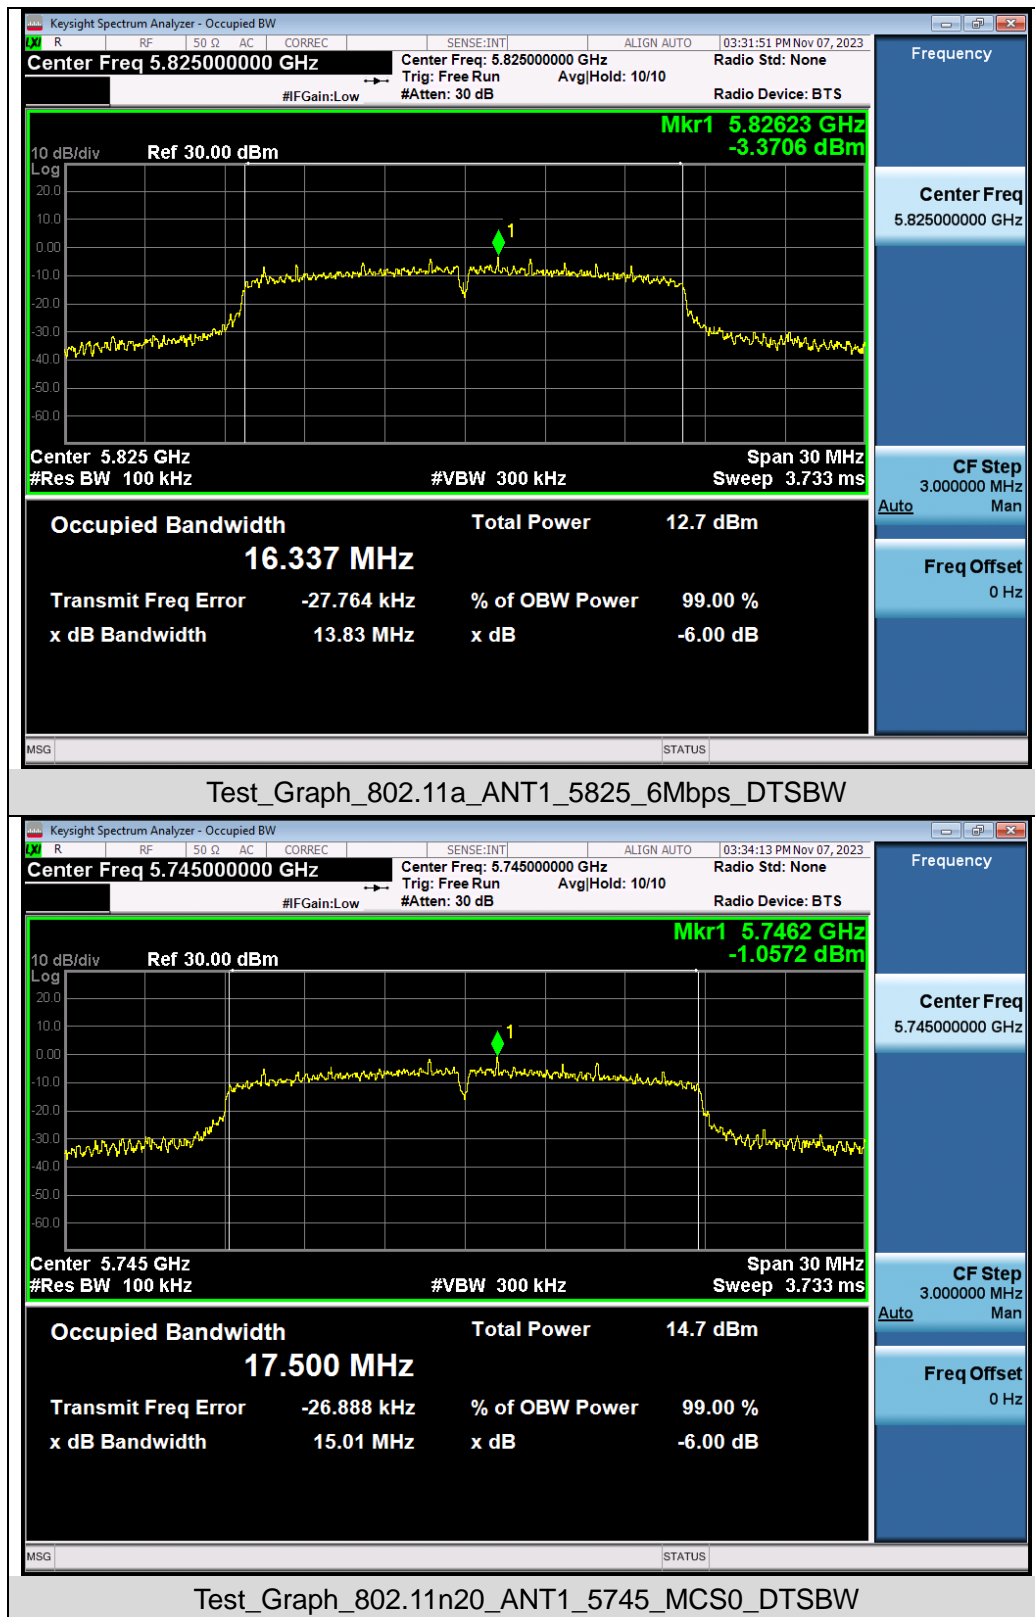 Keysight Spectrum Analyzer - Occupied BW
LXI R RF 50 Ω AC CORREC SENSE:INT ALIGN AUTO 03:31:51 PM Nov 07, 2023
Center Freq 5.825000000 GHz
Center Freq: 5.825000000 GHz
Radio Std: None
Trig: Free Run Avg|Hold: 10/10
#IFGain:Low
#Atten: 30 dB
Radio Device: BTS
Mkr1 5.82623 GHz
-3.3706 dBm
10 dB/div Ref 30.00 dBm
Log
20.0
10.0
0.00
-10.0
-20.0
-30.0
-40.0
-50.0
-60.0
1
Center 5.825 GHz
Span 30 MHz
#Res BW 100 kHz
#VBW 300 kHz
Sweep 3.733 ms
Occupied Bandwidth
Total Power 12.7 dBm
16.337 MHz
Transmit Freq Error -27.764 kHz
% of OBW Power 99.00 %
x dB Bandwidth 13.83 MHz
x dB -6.00 dB
MSG
STATUS
Frequency
Center Freq
5.825000000 GHz
CF Step
3.000000 MHz
Auto Man
Freq Offset
0 Hz
Test_Graph_802.11a_ANT1_5825_6Mbps_DTSBW
Keysight Spectrum Analyzer - Occupied BW
LXI R RF 50 Ω AC CORREC SENSE:INT ALIGN AUTO 03:34:13 PM Nov 07, 2023
Center Freq 5.745000000 GHz
Center Freq: 5.745000000 GHz
Radio Std: None
Trig: Free Run Avg|Hold: 10/10
#IFGain:Low
#Atten: 30 dB
Radio Device: BTS
Mkr1 5.7462 GHz
-1.0572 dBm
10 dB/div Ref 30.00 dBm
Log
20.0
10.0
0.00
-10.0
-20.0
-30.0
-40.0
-50.0
-60.0
1
Center 5.745 GHz
Span 30 MHz
#Res BW 100 kHz
#VBW 300 kHz
Sweep 3.733 ms
Occupied Bandwidth
Total Power 14.7 dBm
17.500 MHz
Transmit Freq Error -26.888 kHz
% of OBW Power 99.00 %
x dB Bandwidth 15.01 MHz
x dB -6.00 dB
MSG
STATUS
Frequency
Center Freq
5.745000000 GHz
CF Step
3.000000 MHz
Auto Man
Freq Offset
0 Hz
Test_Graph_802.11n20_ANT1_5745_MCS0_DTSBW